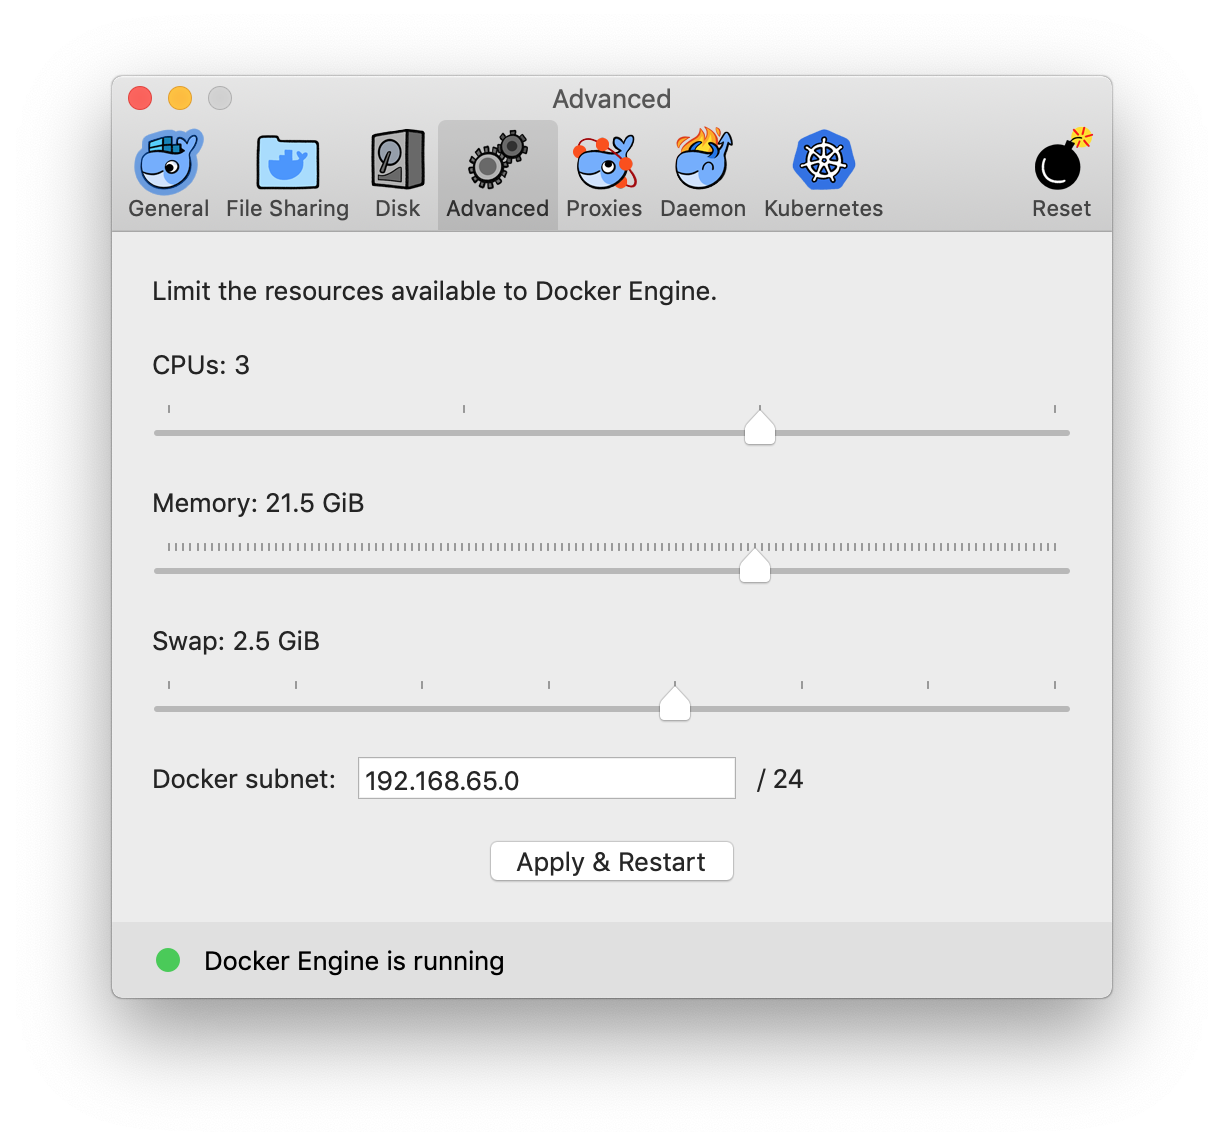 Advanced
General File Sharing Disk Advanced Proxies Daemon Kubernetes Reset
Limit the resources available to Docker Engine.
CPUs: 3
Memory: 21.5 GiB
Swap: 2.5 GiB
Docker subnet: 192.168.65.0 / 24
Apply & Restart
Docker Engine is running